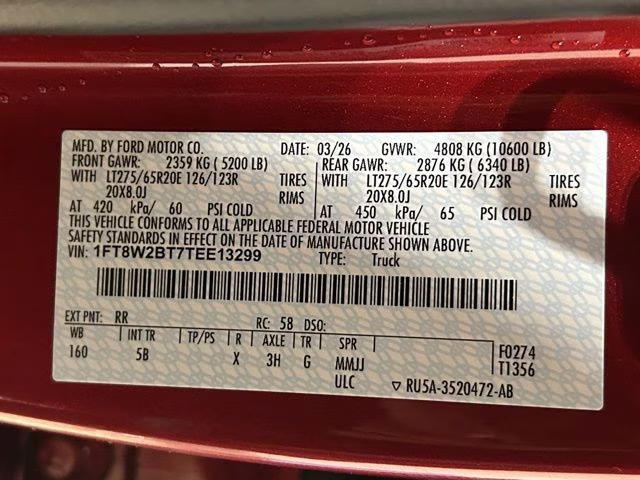 MFD. BY FORD MOTOR CO. DATE: 03/26 GVWR: 4808 KG (10600 LB)
FRONT GAWR: 2359 KG ( 5200 LB) REAR GAWR: 2876 KG ( 6340 LB)
WITH LT275/65R20E 126/123R TIRES WITH LT275/65R20E 126/123R TIRES
20X8.0J RIMS 20X8.0J RIMS
AT 420 kPa/ 60 PSI COLD AT 450 kPa/ 65 PSI COLD
THIS VEHICLE CONFORMS TO ALL APPLICABLE FEDERAL MOTOR VEHICLE
SAFETY STANDARDS IN EFFECT ON THE DATE OF MANUFACTURE SHOWN ABOVE.
VIN: 1FT8W2BT7TEE13299 TYPE: Truck
EXT PNT: RR RC: 58 DSO:
WB INT TR TP/PS R AXLE TR SPR F0274
160 5B X 3H G MMJJ T1356
ULC ▽ RU5A-3520472-AB